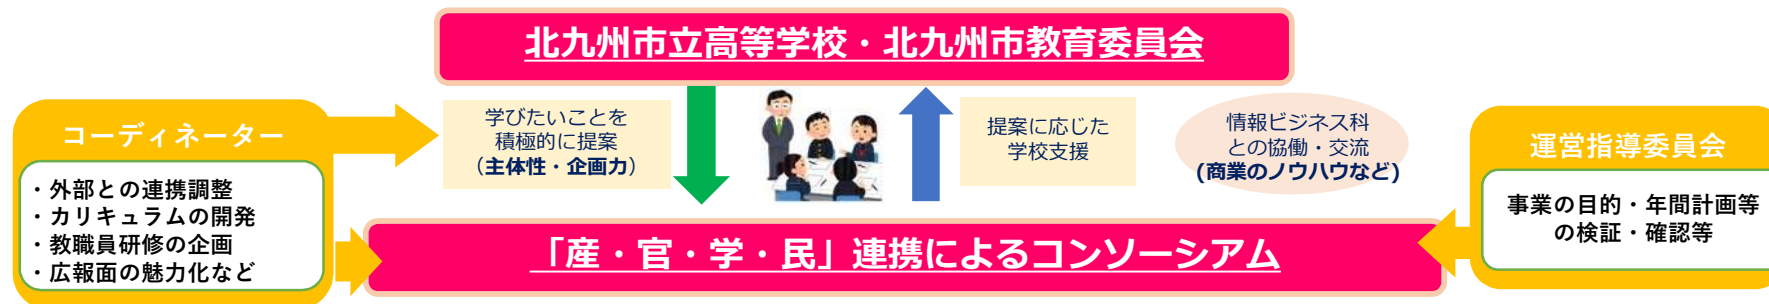 北九州市立高等学校・北九州市教育委員会
コーディネーター
・外部との連携調整
・カリキュラムの開発
・教職員研修の企画
・広報面の魅力化など
学びたいことを
積極的に提案
(主体性・企画力)
提案に応じた
学校支援
情報ビジネス科
との協働・交流
(商業のノウハウなど)
運営指導委員会
事業の目的・年間計画等
の検証・確認等
「産・官・学・民」連携によるコンソーシアム